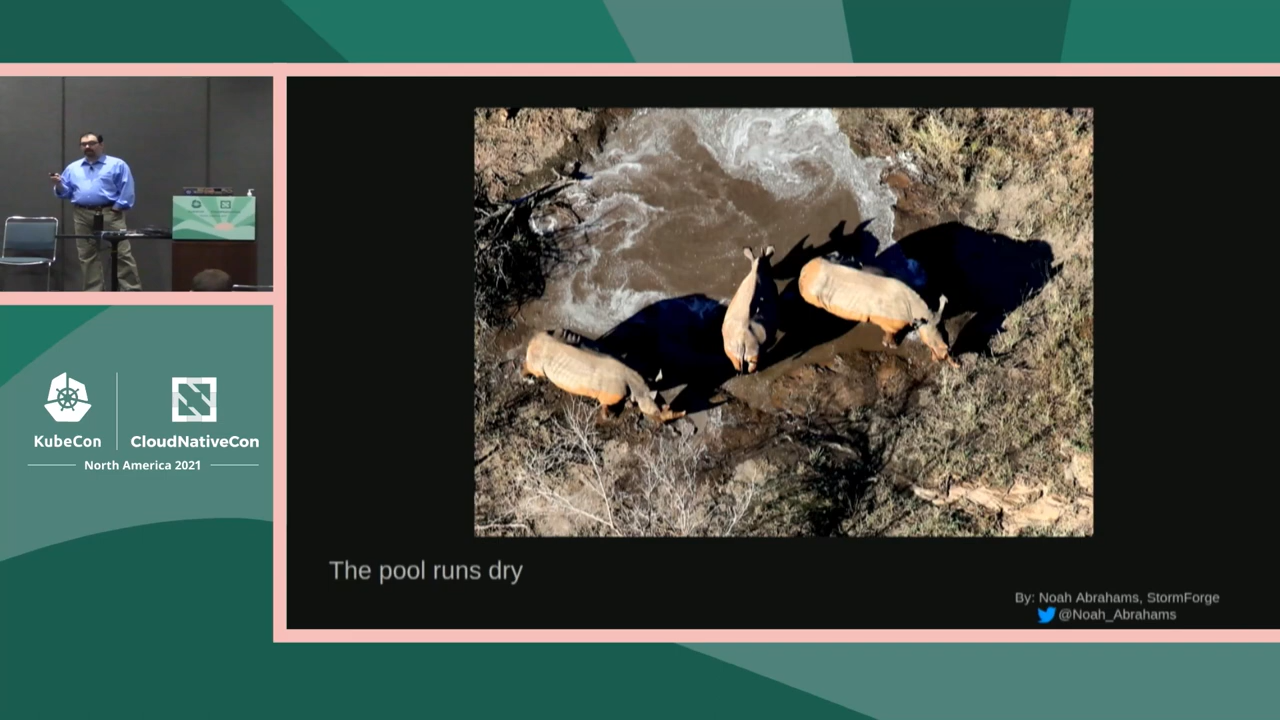 KubeCon
CloudNativeCon
North America 2021
The pool runs dry
By: Noah Abrahams, StormForge
@Noah_Abrahams